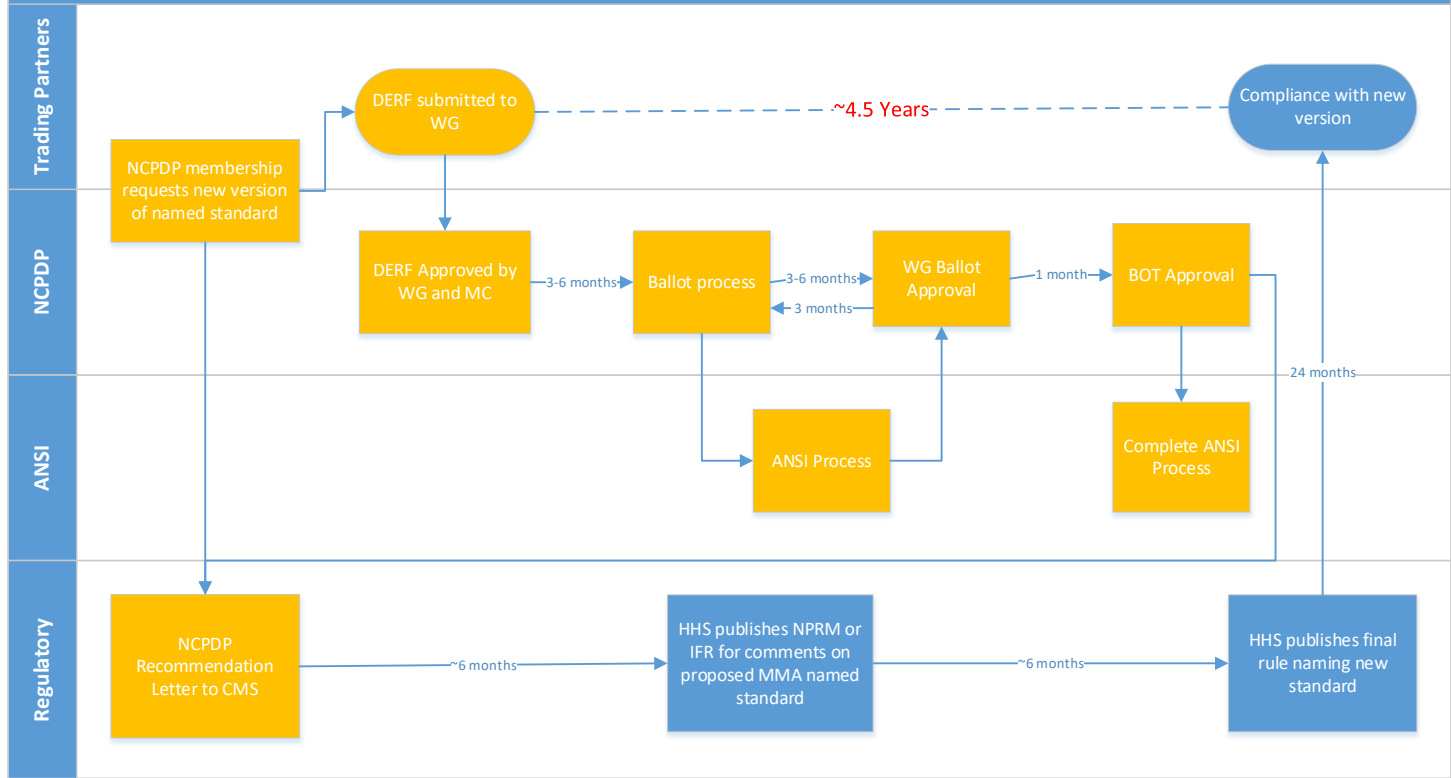 Trading Partners
DERF submitted to
WG
~4.5 Years
Compliance with new
version
NCPDP membership
requests new version
of named standard
NCPDP
DERF Approved by
WG and MC
3-6 months
Ballot process
3-6 months
3 months
WG Ballot
Approval
1 month
BOT Approval
24 months
ANSI
ANSI Process
Complete ANSI
Process
Regulatory
NCPDP
Recommendation
Letter to CMS
~6 months
HHS publishes NPRM or
IFR for comments on
proposed MMA named
standard
~6 months
HHS publishes final
rule naming new
standard